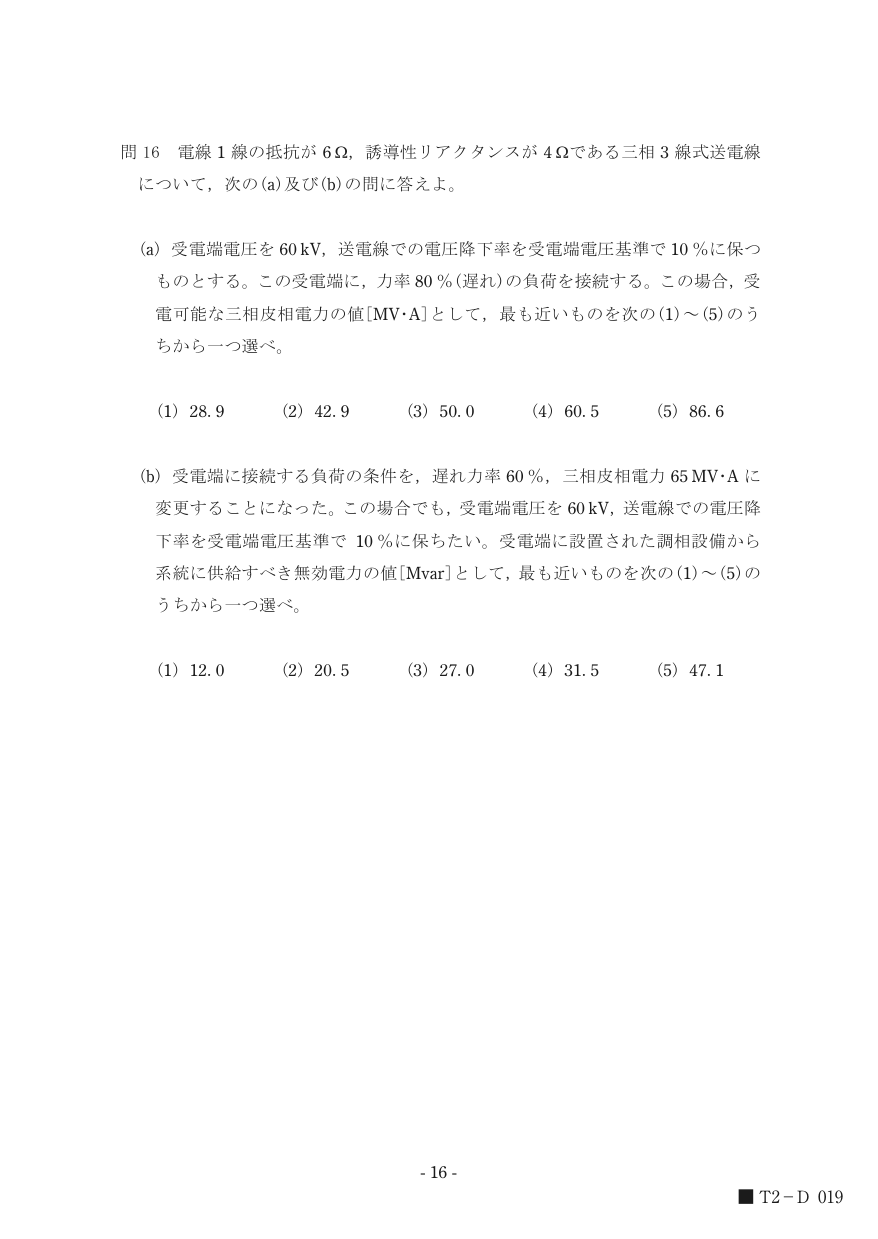 問 16　電線 1 線の抵抗が 6 Ω，誘導性リアクタンスが 4 Ωである三相 3 線式送電線
について，次の(a)及び(b)の問に答えよ。
(a) 受電端電圧を 60 kV，送電線での電圧降下率を受電端電圧基準で 10 %に保つ
ものとする。この受電端に，力率 80 %(遅れ)の負荷を接続する。この場合，受
電可能な三相皮相電力の値[MV･A]として，最も近いものを次の(1)～(5)のう
ちから一つ選べ。
(1) 28.9　(2) 42.9　(3) 50.0　(4) 60.5　(5) 86.6
(b) 受電端に接続する負荷の条件を，遅れ力率 60 %，三相皮相電力 65 MV･A に
変更することになった。この場合でも，受電端電圧を 60 kV，送電線での電圧降
下率を受電端電圧基準で 10 %に保ちたい。受電端に設置された調相設備から
系統に供給すべき無効電力の値[Mvar]として，最も近いものを次の(1)～(5)の
うちから一つ選べ。
(1) 12.0　(2) 20.5　(3) 27.0　(4) 31.5　(5) 47.1
- 16 -
■ T2−D 019